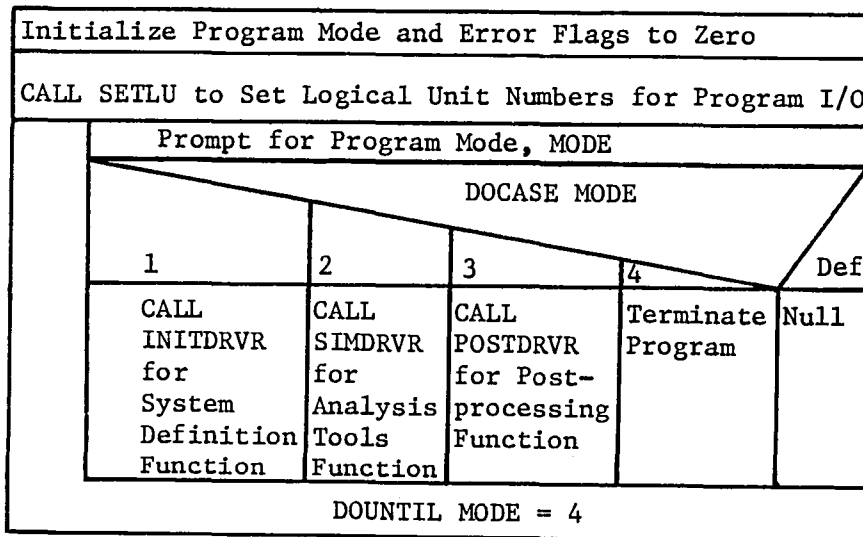 Initialize Program Mode and Error Flags to Zero
CALL SETLU to Set Logical Unit Numbers for Program I/O
Prompt for Program Mode, MODE
DOCASE MODE
1
2
3
4
Def
CALL
INITDRVR
for
System
Definition
Function
CALL
SIMDRVR
for
Analysis
Tools
Function
CALL
POSTDRVR
for Post-
processing
Function
Terminate
Program
Null
DOUNTIL MODE = 4